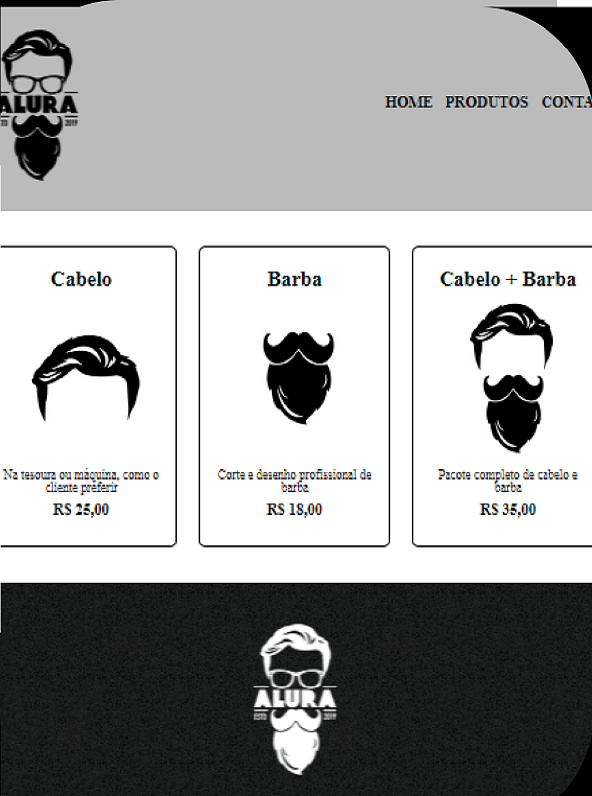 ALURA
2019
HOME PRODUTOS CONTA
Cabelo
Barba
Cabelo + Barba
Na tesoura ou máquina, como o
cliente preferir
R$ 25,00
Corte e desenho profissional de
barba
R$ 18,00
Pacote completo de cabelo e
barba
R$ 35,00
ALURA
ESTD 2019